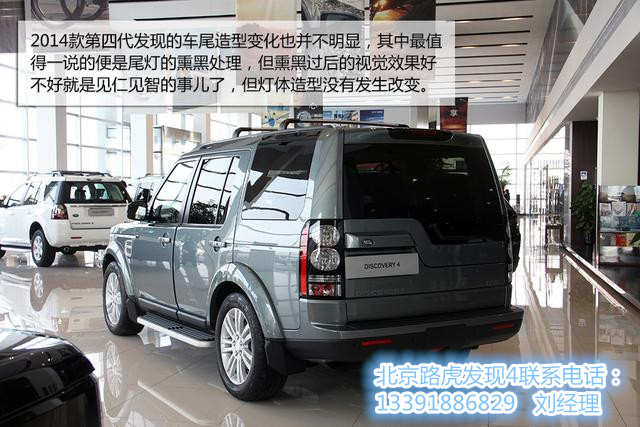 2014款第四代发现的车尾造型变化也并不明显，其中最值
得一说的便是尾灯的熏黑处理，但熏黑过后的视觉效果好
不好就是见仁见智的事儿了，但灯体造型没有发生改变。
DISCOVERY 4
北京路虎发现4联系电话：
13391886829 刘经理